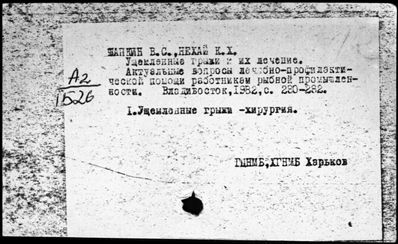 ШАПКИН В.С., НЕХАЙ К.Х.
Ущемленные грыжи и их лечение.
Актуальные вопросы лечебно-профилакти-
ческой помощи работникам рыбной промышлен-
ности. Владивосток, 1982, с. 280-282.
А2
1526
1. Ущемленные грыжи -хирургия.
ГЦНМБ, ХГНМБ Харьков